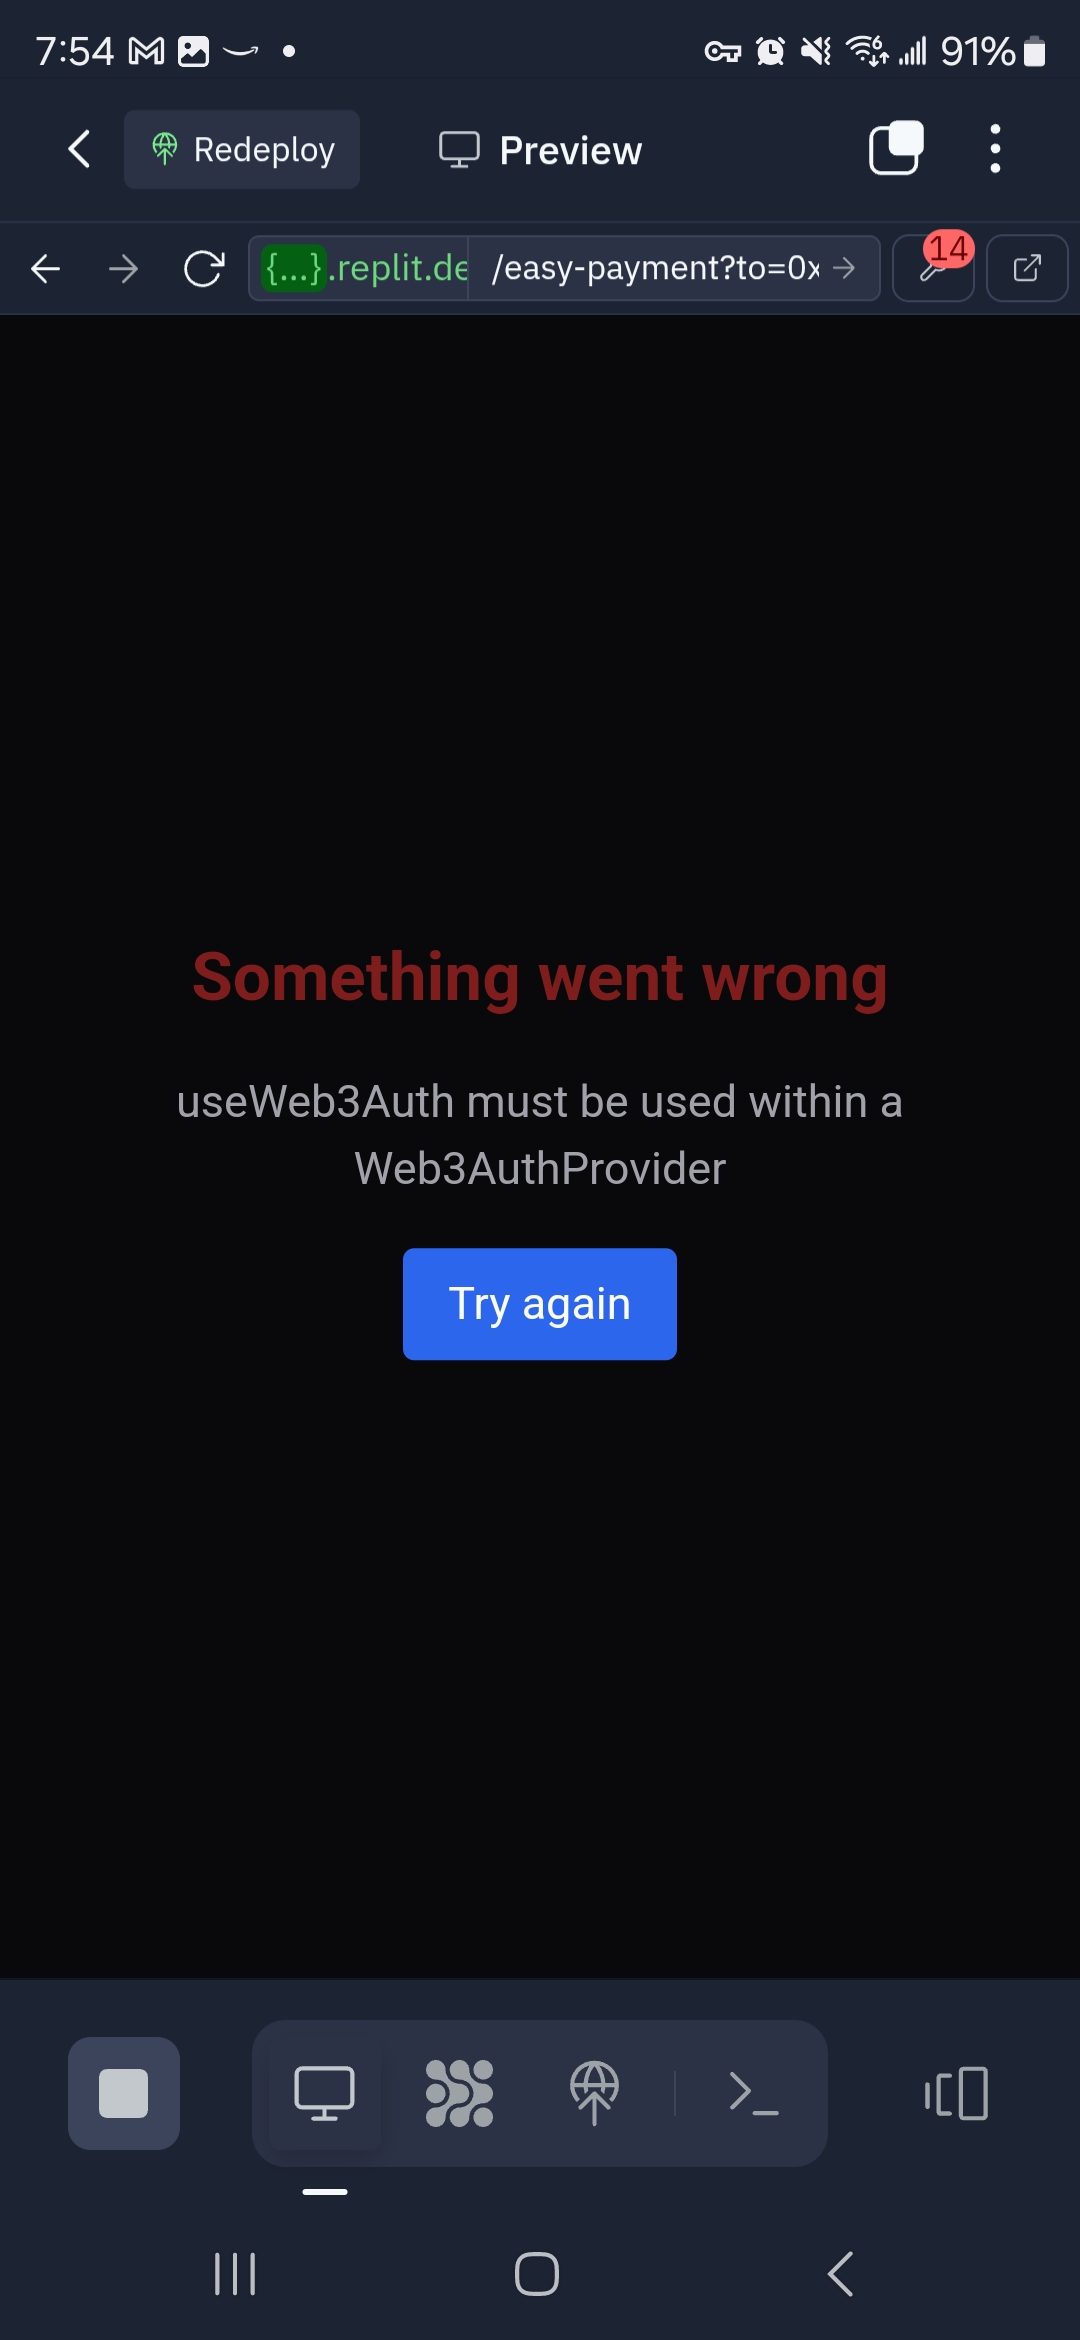 7:54
91%
Redeploy
Preview
{...}.replit.de
/easy-payment?to=0x
14
Something went wrong
useWeb3Auth must be used within a
Web3AuthProvider
Try again